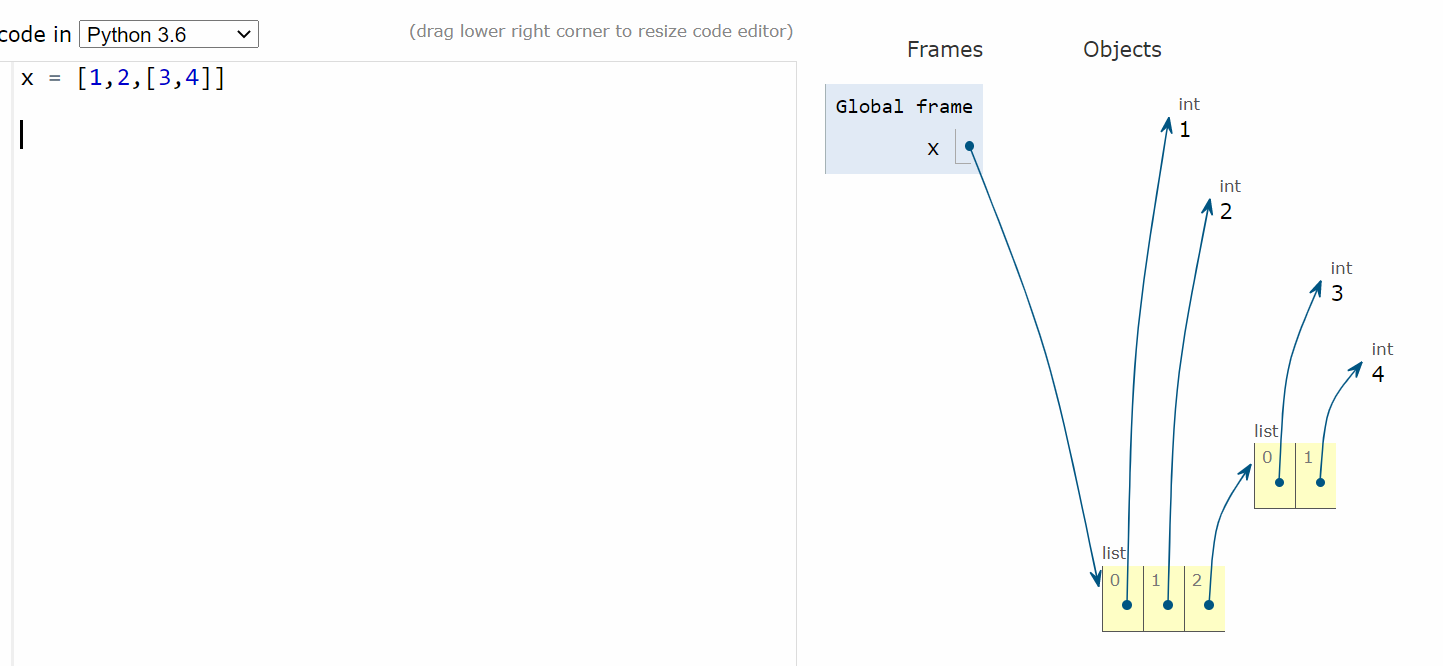 code in Python 3.6
(drag lower right corner to resize code editor)
x = [1,2,[3,4]]
Frames
Objects
Global frame
x
int
1
int
2
int
3
int
4
list
0 1
list
0 1 2